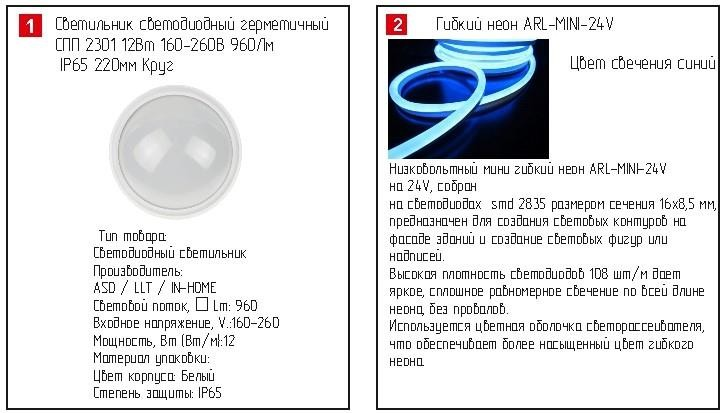 1 Светильник светодиодный герметичный
СПП 2301 12Вт 160-260В 960Лм
IP65 220мм Круг
Тип товара:
Светодиодный светильник
Производитель:
ASD / LLT / IN-HOME
Световой поток, □ Lm: 960
Входное напряжение, V.:160-260
Мощность, Вт (Вт/м):12
Материал упаковки:
Цвет корпуса: Белый
Степень защиты: IP65
2 Гибкий неон ARL-MINI-24V
Цвет свечения синий
Низковольтный мини гибкий неон ARL-MINI-24V
на 24V, собран
на светодиодах smd 2835 размером сечения 16x8,5 мм,
предназначен для создания световых контуров на
фасаде зданий и создание световых фигур или
надписей.
Высокая плотность светодиодов 108 шт/м дает
яркое, сплошное равномерное свечение по всей длине
неона, без провалов.
Используется цветная оболочка светорассеивателя,
что обеспечивает более насыщенный цвет гибкого
неона.